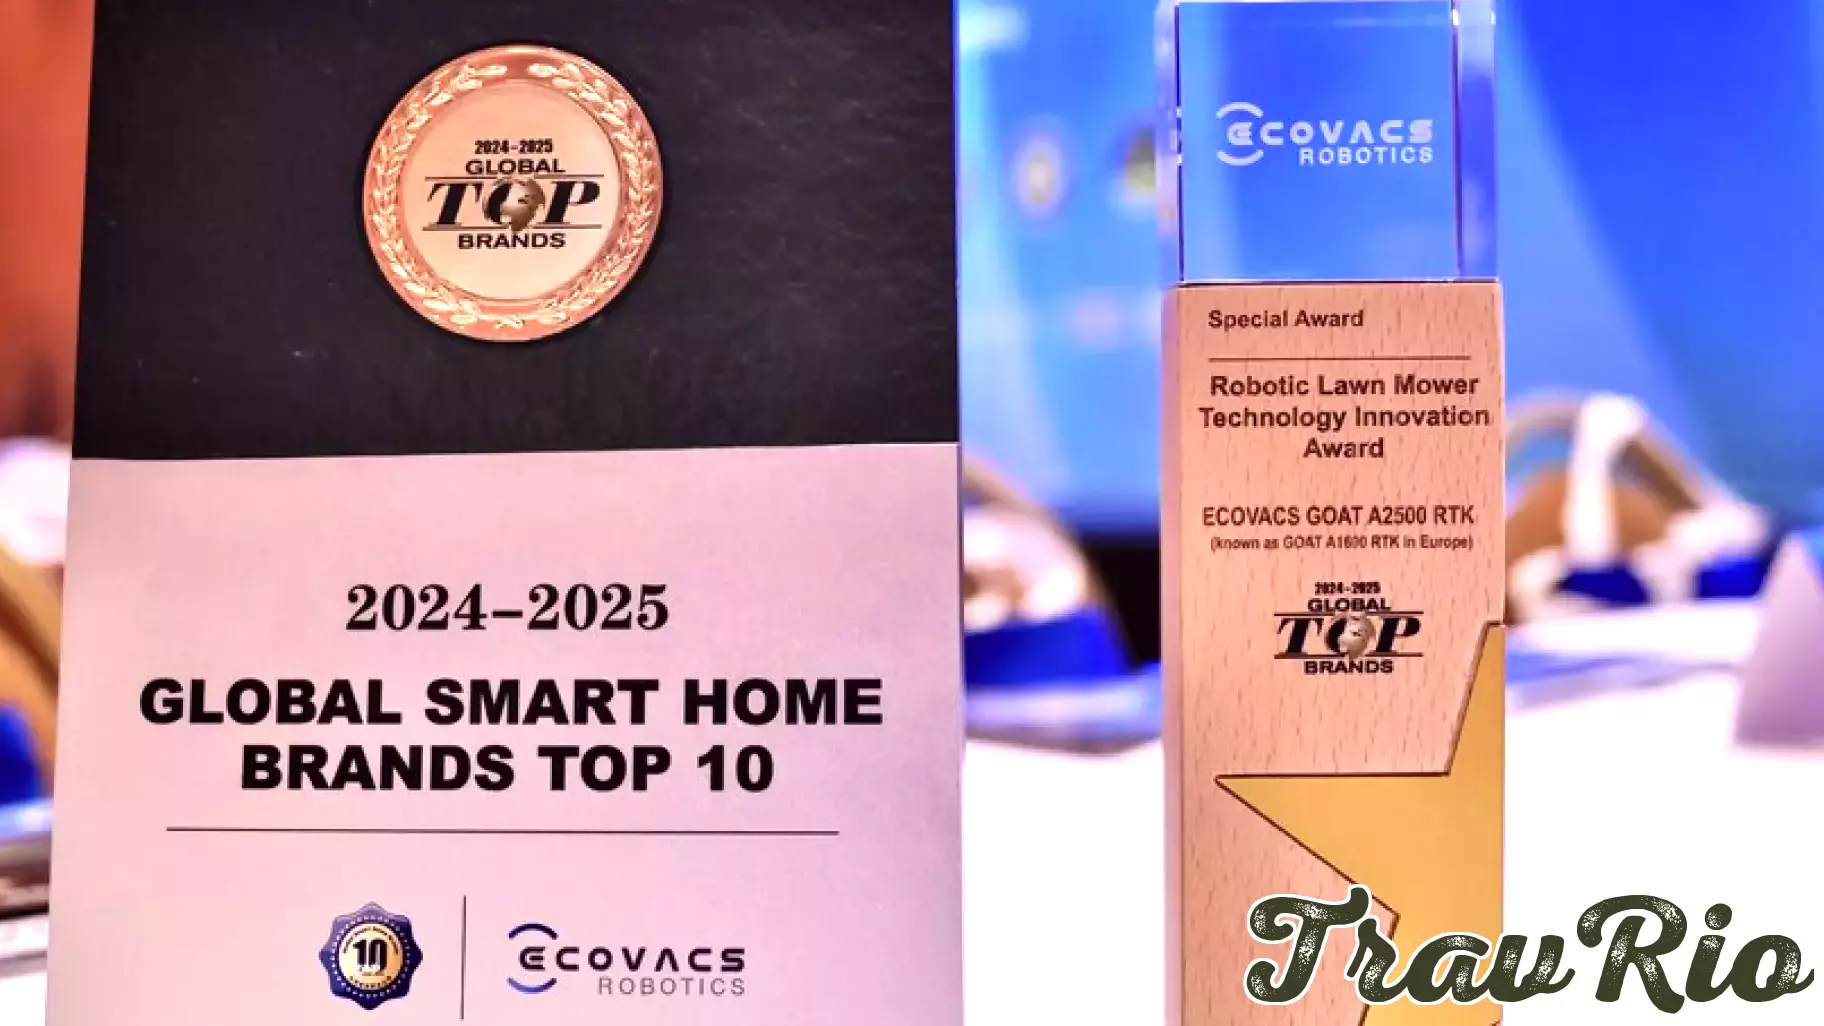 2024-2025
GLOBAL
TOP
BRANDS
2024-2025
GLOBAL SMART HOME
BRANDS TOP 10
10
ECOVACS
ROBOTICS
ECOVACS
ROBOTICS
Special Award
Robotic Lawn Mower
Technology Innovation
Award
ECOVACS GOAT A2500 RTK
(known as GOAT A1600 RTK in Europe)
2024-2025
GLOBAL
TOP
BRANDS
TravRio